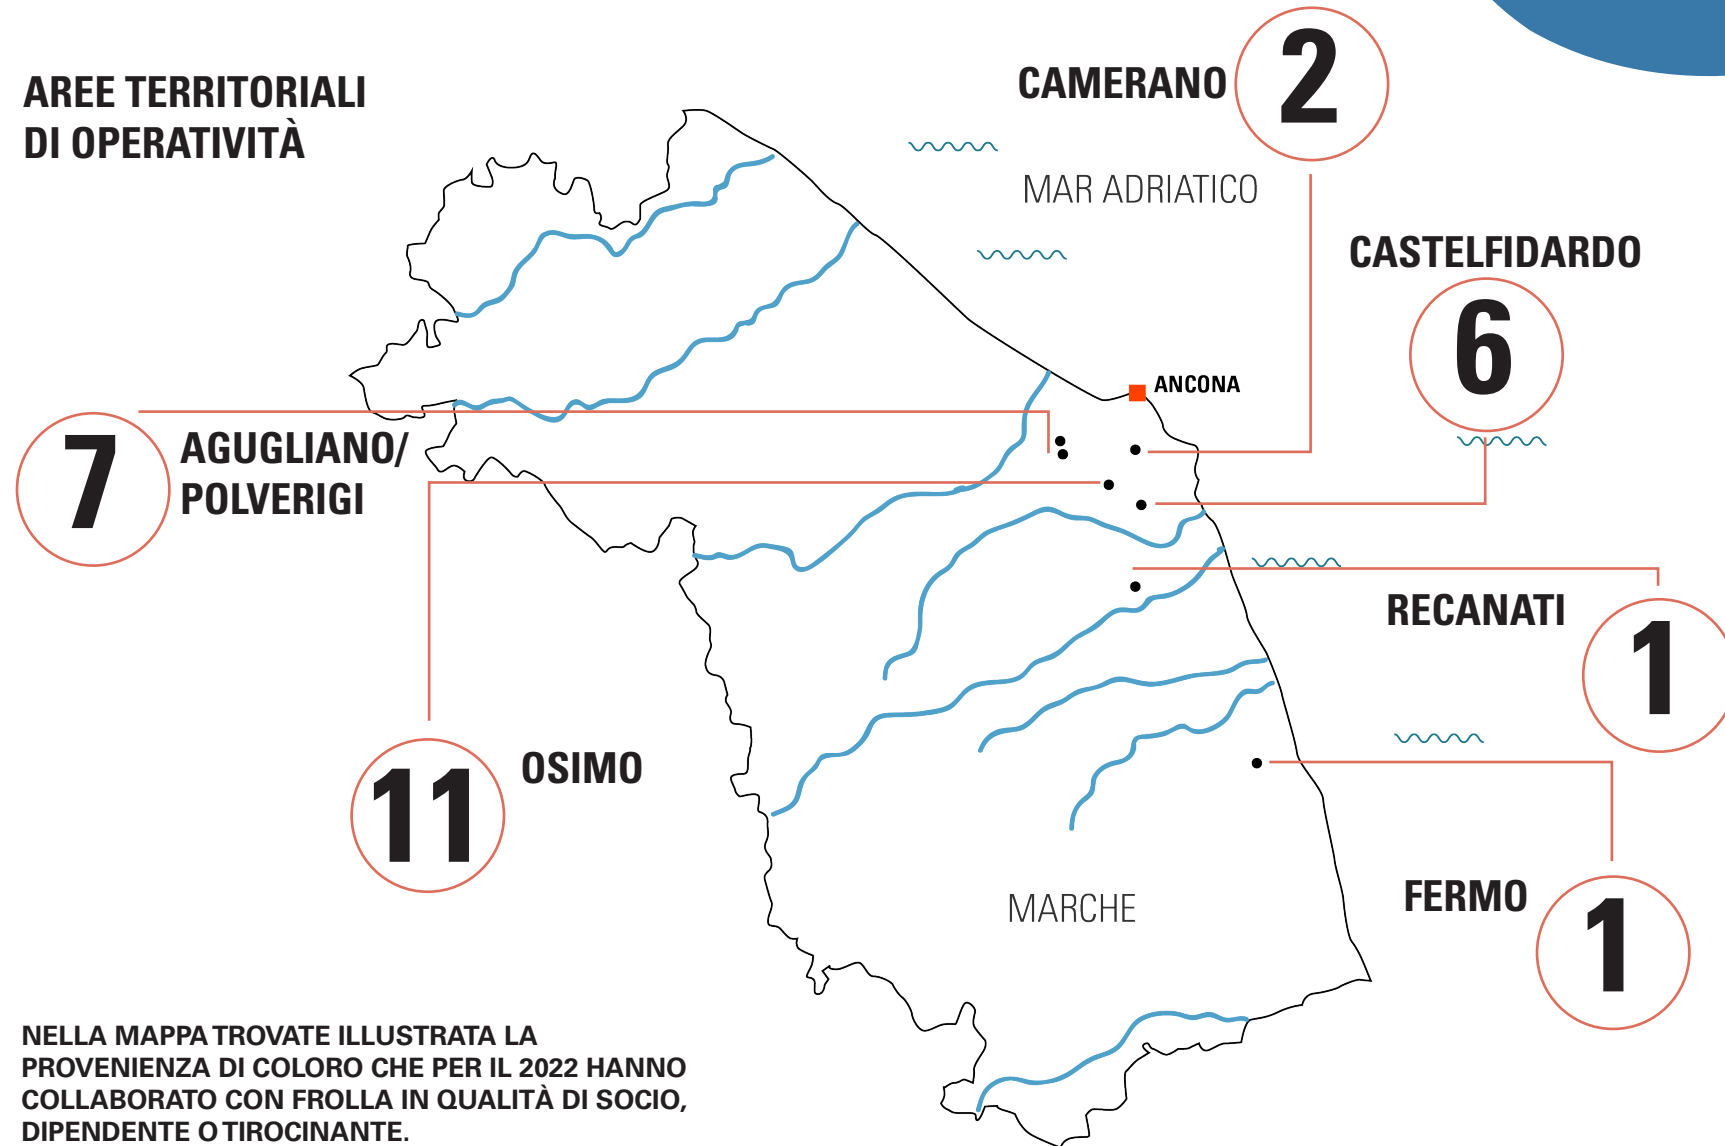 AREE TERRITORIALI
DI OPERATIVITÀ
CAMERANO
2
MAR ADRIATICO
CASTELFIDARDO
6
ANCONA
7
AGUGLIANO/
POLVERIGI
RECANATI
1
OSIMO
11
MARCHE
FERMO
1
NELLA MAPPA TROVATE ILLUSTRATA LA
PROVENIENZA DI COLORO CHE PER IL 2022 HANNO
COLLABORATO CON FROLLA IN QUALITÀ DI SOCIO,
DIPENDENTE O TIROCINANTE.